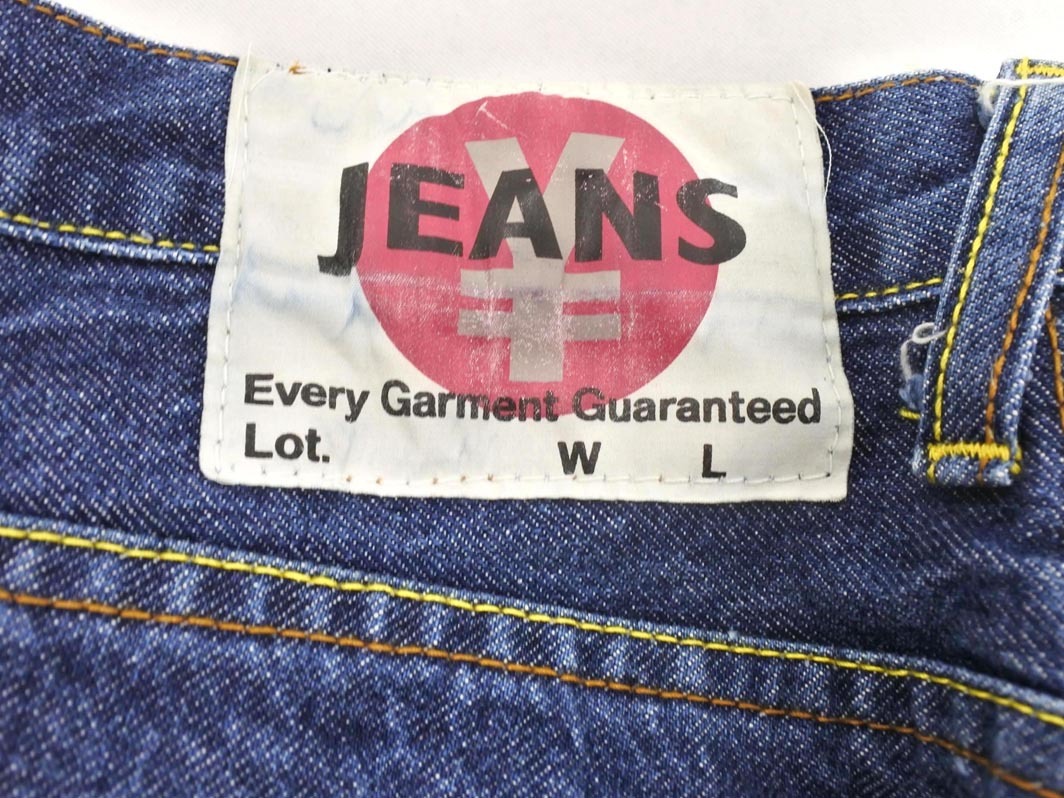 ¥
JEANS
Every Garment Guaranteed
Lot. W L